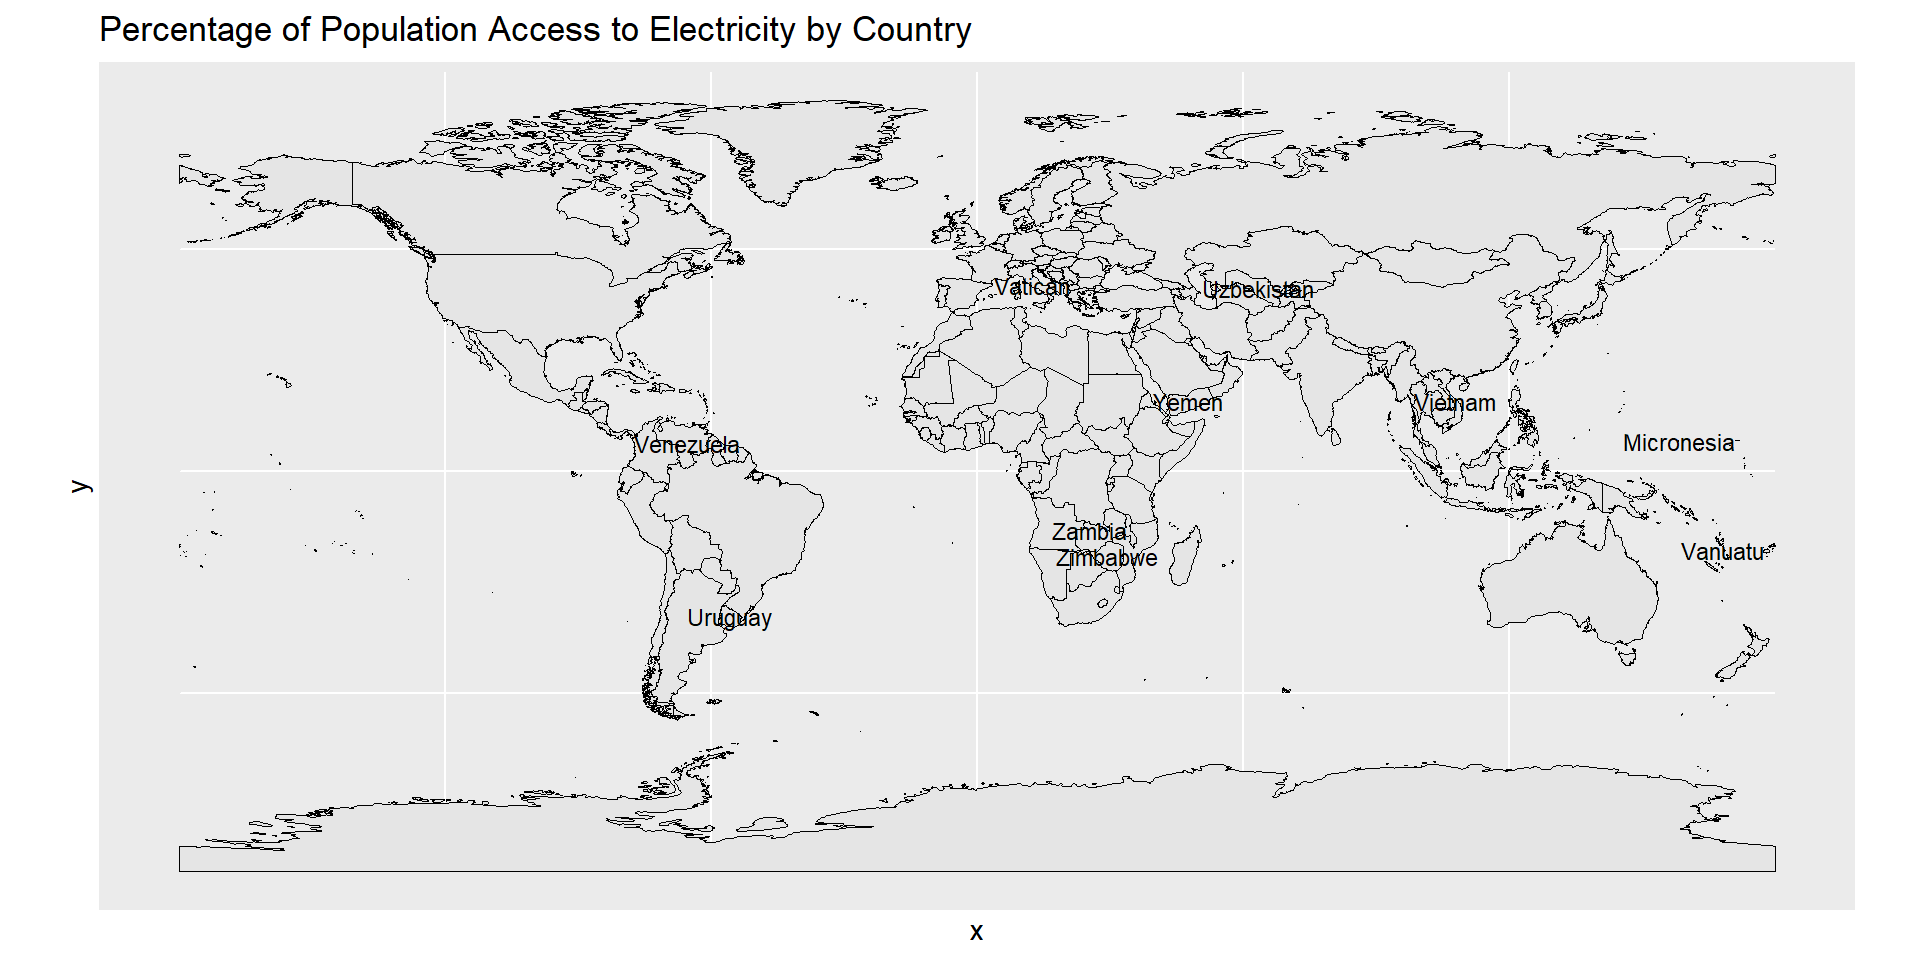 Percentage of Population Access to Electricity by Country
Vatican
Uzbekistan
Yemen
Vietnam
Venezuela
Micronesia
Zambia
Vanuatu
Zimbabwe
Uruguay
y
x